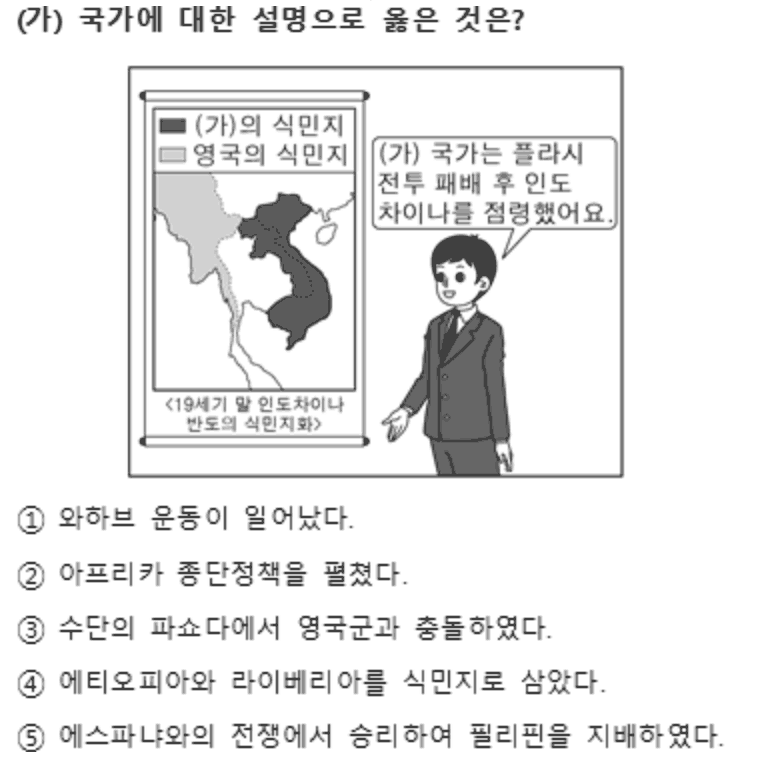 (가) 국가에 대한 설명으로 옳은 것은?
(가)의 식민지
영국의 식민지
(가) 국가는 플라시
전투 패배 후 인도
차이나를 점령했어요.
<19세기 말 인도차이나
반도의 식민지화>
① 와하브 운동이 일어났다.
② 아프리카 종단정책을 펼쳤다.
③ 수단의 파쇼다에서 영국군과 충돌하였다.
④ 에티오피아와 라이베리아를 식민지로 삼았다.
⑤ 에스파냐와의 전쟁에서 승리하여 필리핀을 지배하였다.